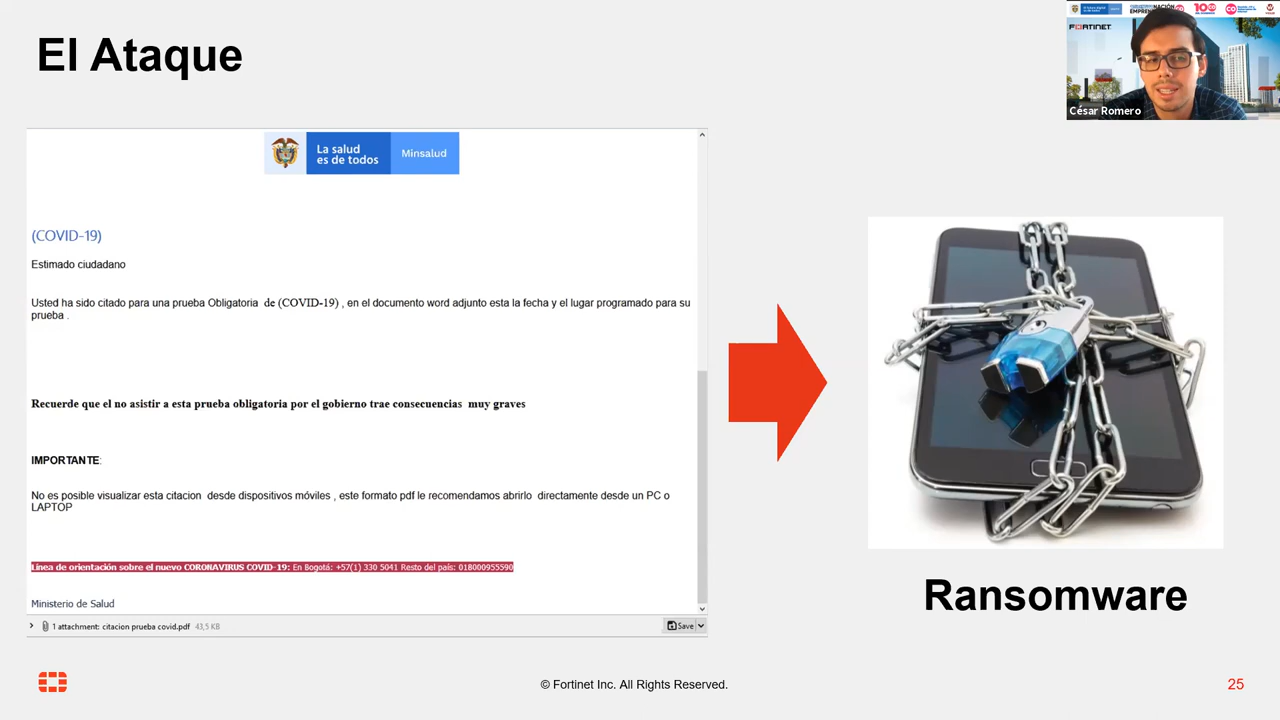 El Ataque
FORTINET
César Romero
La salud
es de todos
Minsalud
(COVID-19)
Estimado ciudadano
Usted ha sido citado para una prueba Obligatoria de (COVID-19) , en el documento word adjunto esta la fecha y el lugar programado para su
prueba .
Recuerde que el no asistir a esta prueba obligatoria por el gobierno trae consecuencias muy graves
IMPORTANTE:
No es posible visualizar esta citacion desde dispositivos móviles , este formato pdf le recomendamos abrirlo directamente desde un PC o
LAPTOP
Línea de orientación sobre el nuevo CORONAVIRUS COVID-19: En Bogotá: +57(1) 330 5041 Resto del país: 018000955590
Ministerio de Salud
1 attachment: citacion prueba covid.pdf 43,5 KB
Save
Ransomware
© Fortinet Inc. All Rights Reserved.
25